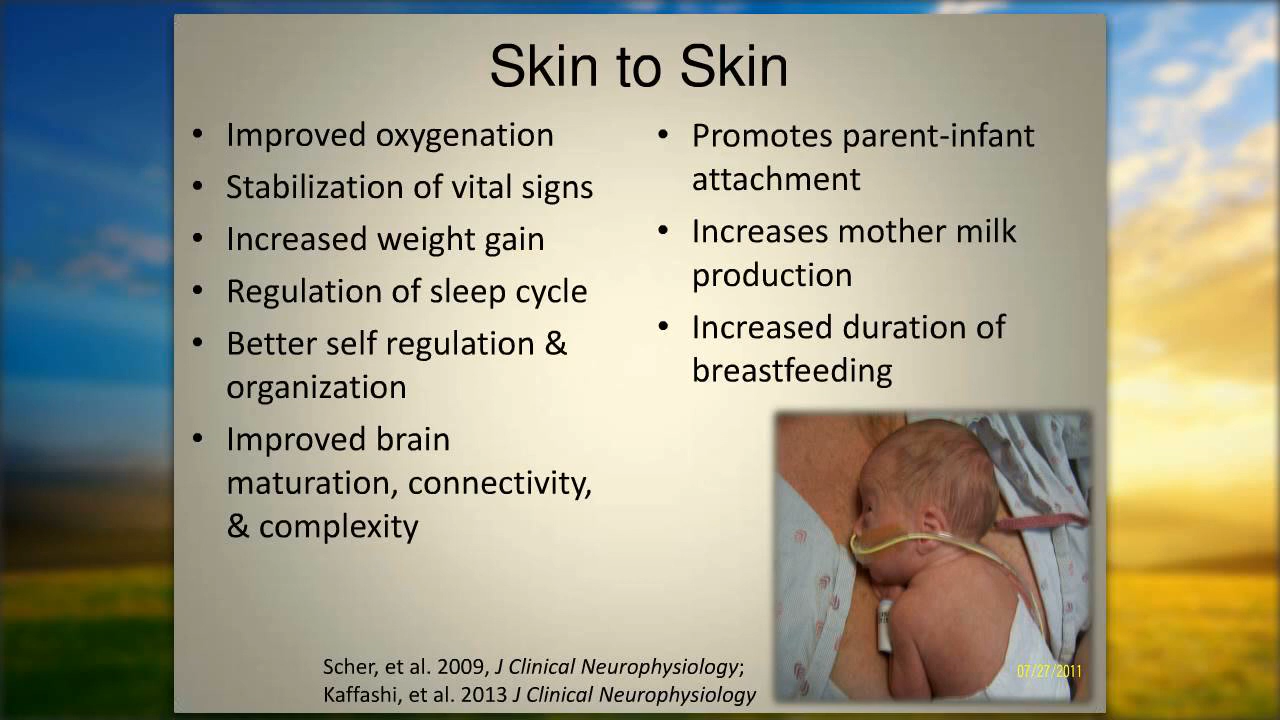 Skin to Skin
• Improved oxygenation
• Stabilization of vital signs
• Increased weight gain
• Regulation of sleep cycle
• Better self regulation &
organization
• Improved brain
maturation, connectivity,
& complexity
• Promotes parent-infant
attachment
• Increases mother milk
production
• Increased duration of
breastfeeding
07/27/2011
Scher, et al. 2009, J Clinical Neurophysiology;
Kaffashi, et al. 2013 J Clinical Neurophysiology